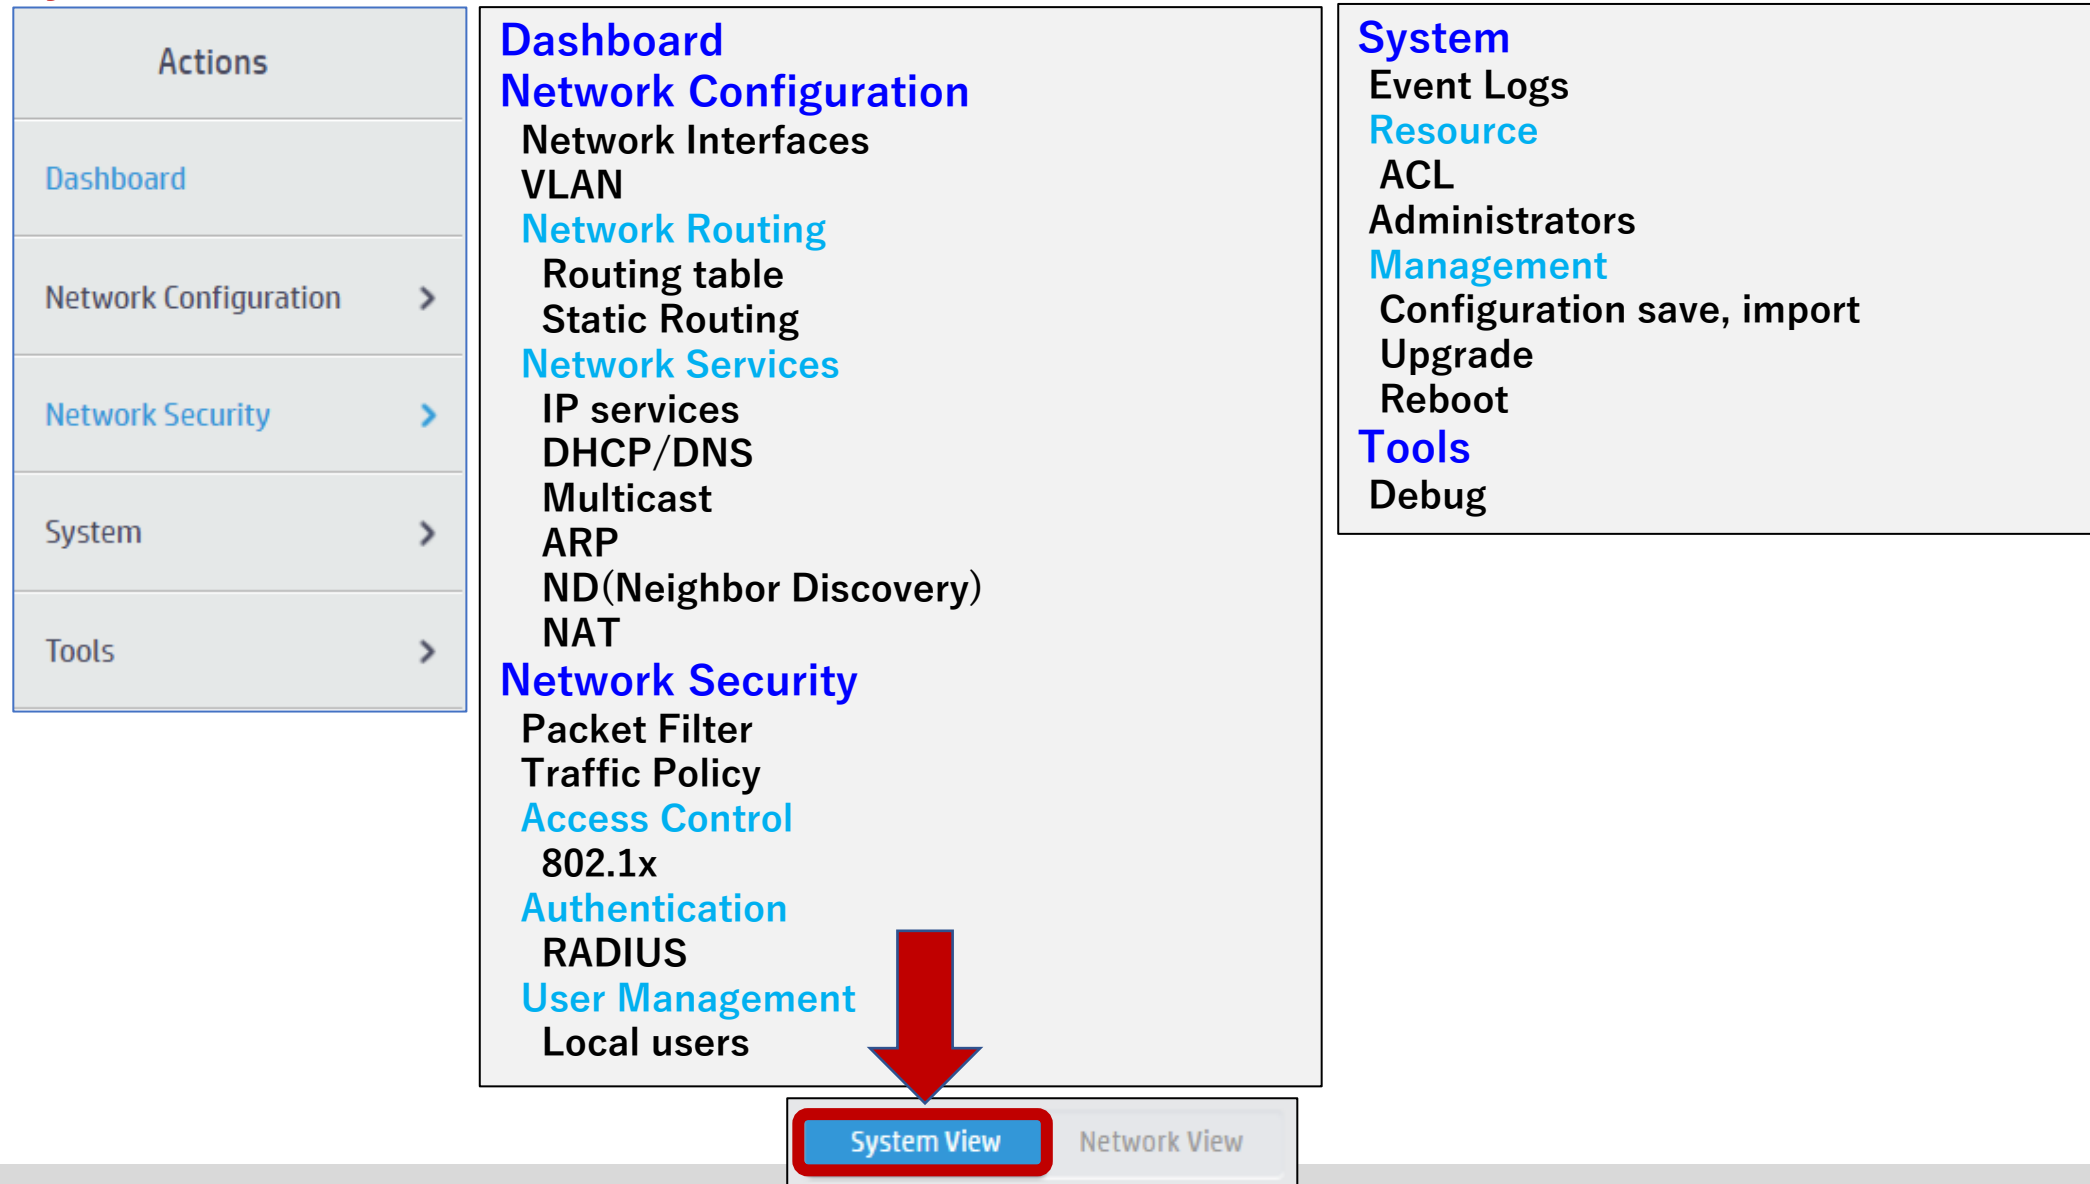 Actions
Dashboard
Network Configuration
Network Security
System
Tools
Dashboard
Network Configuration
Network Interfaces
VLAN
Network Routing
Routing table
Static Routing
Network Services
IP services
DHCP/DNS
Multicast
ARP
ND(Neighbor Discovery)
NAT
Network Security
Packet Filter
Traffic Policy
Access Control
802.1x
Authentication
RADIUS
User Management
Local users
System
Event Logs
Resource
ACL
Administrators
Management
Configuration save, import
Upgrade
Reboot
Tools
Debug
System View
Network View